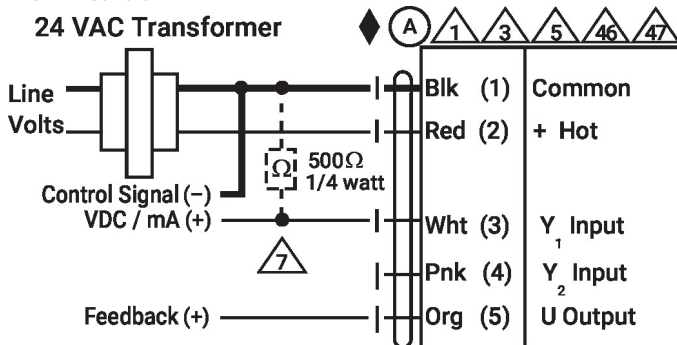 24 VAC Transformer
A 1 3 5 46 47
Line
Volts
Blk (1) Common
Red (2) + Hot
Ω 500Ω
1/4 watt
Control Signal (−)
VDC / mA (+)
Wht (3) Y1 Input
7
Pnk (4) Y2 Input
Feedback (+)
Org (5) U Output